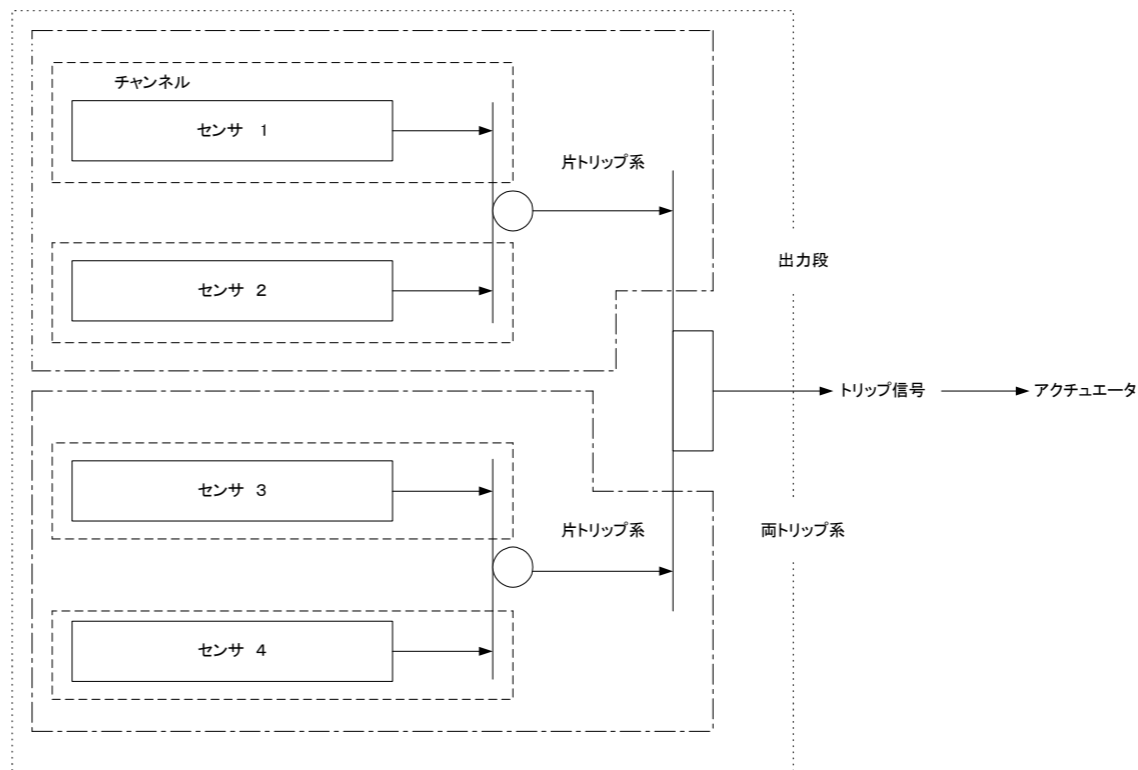 チャンネル
センサ 1
片トリップ系
センサ 2
出力段
トリップ信号
アクチュエータ
センサ 3
片トリップ系
両トリップ系
センサ 4